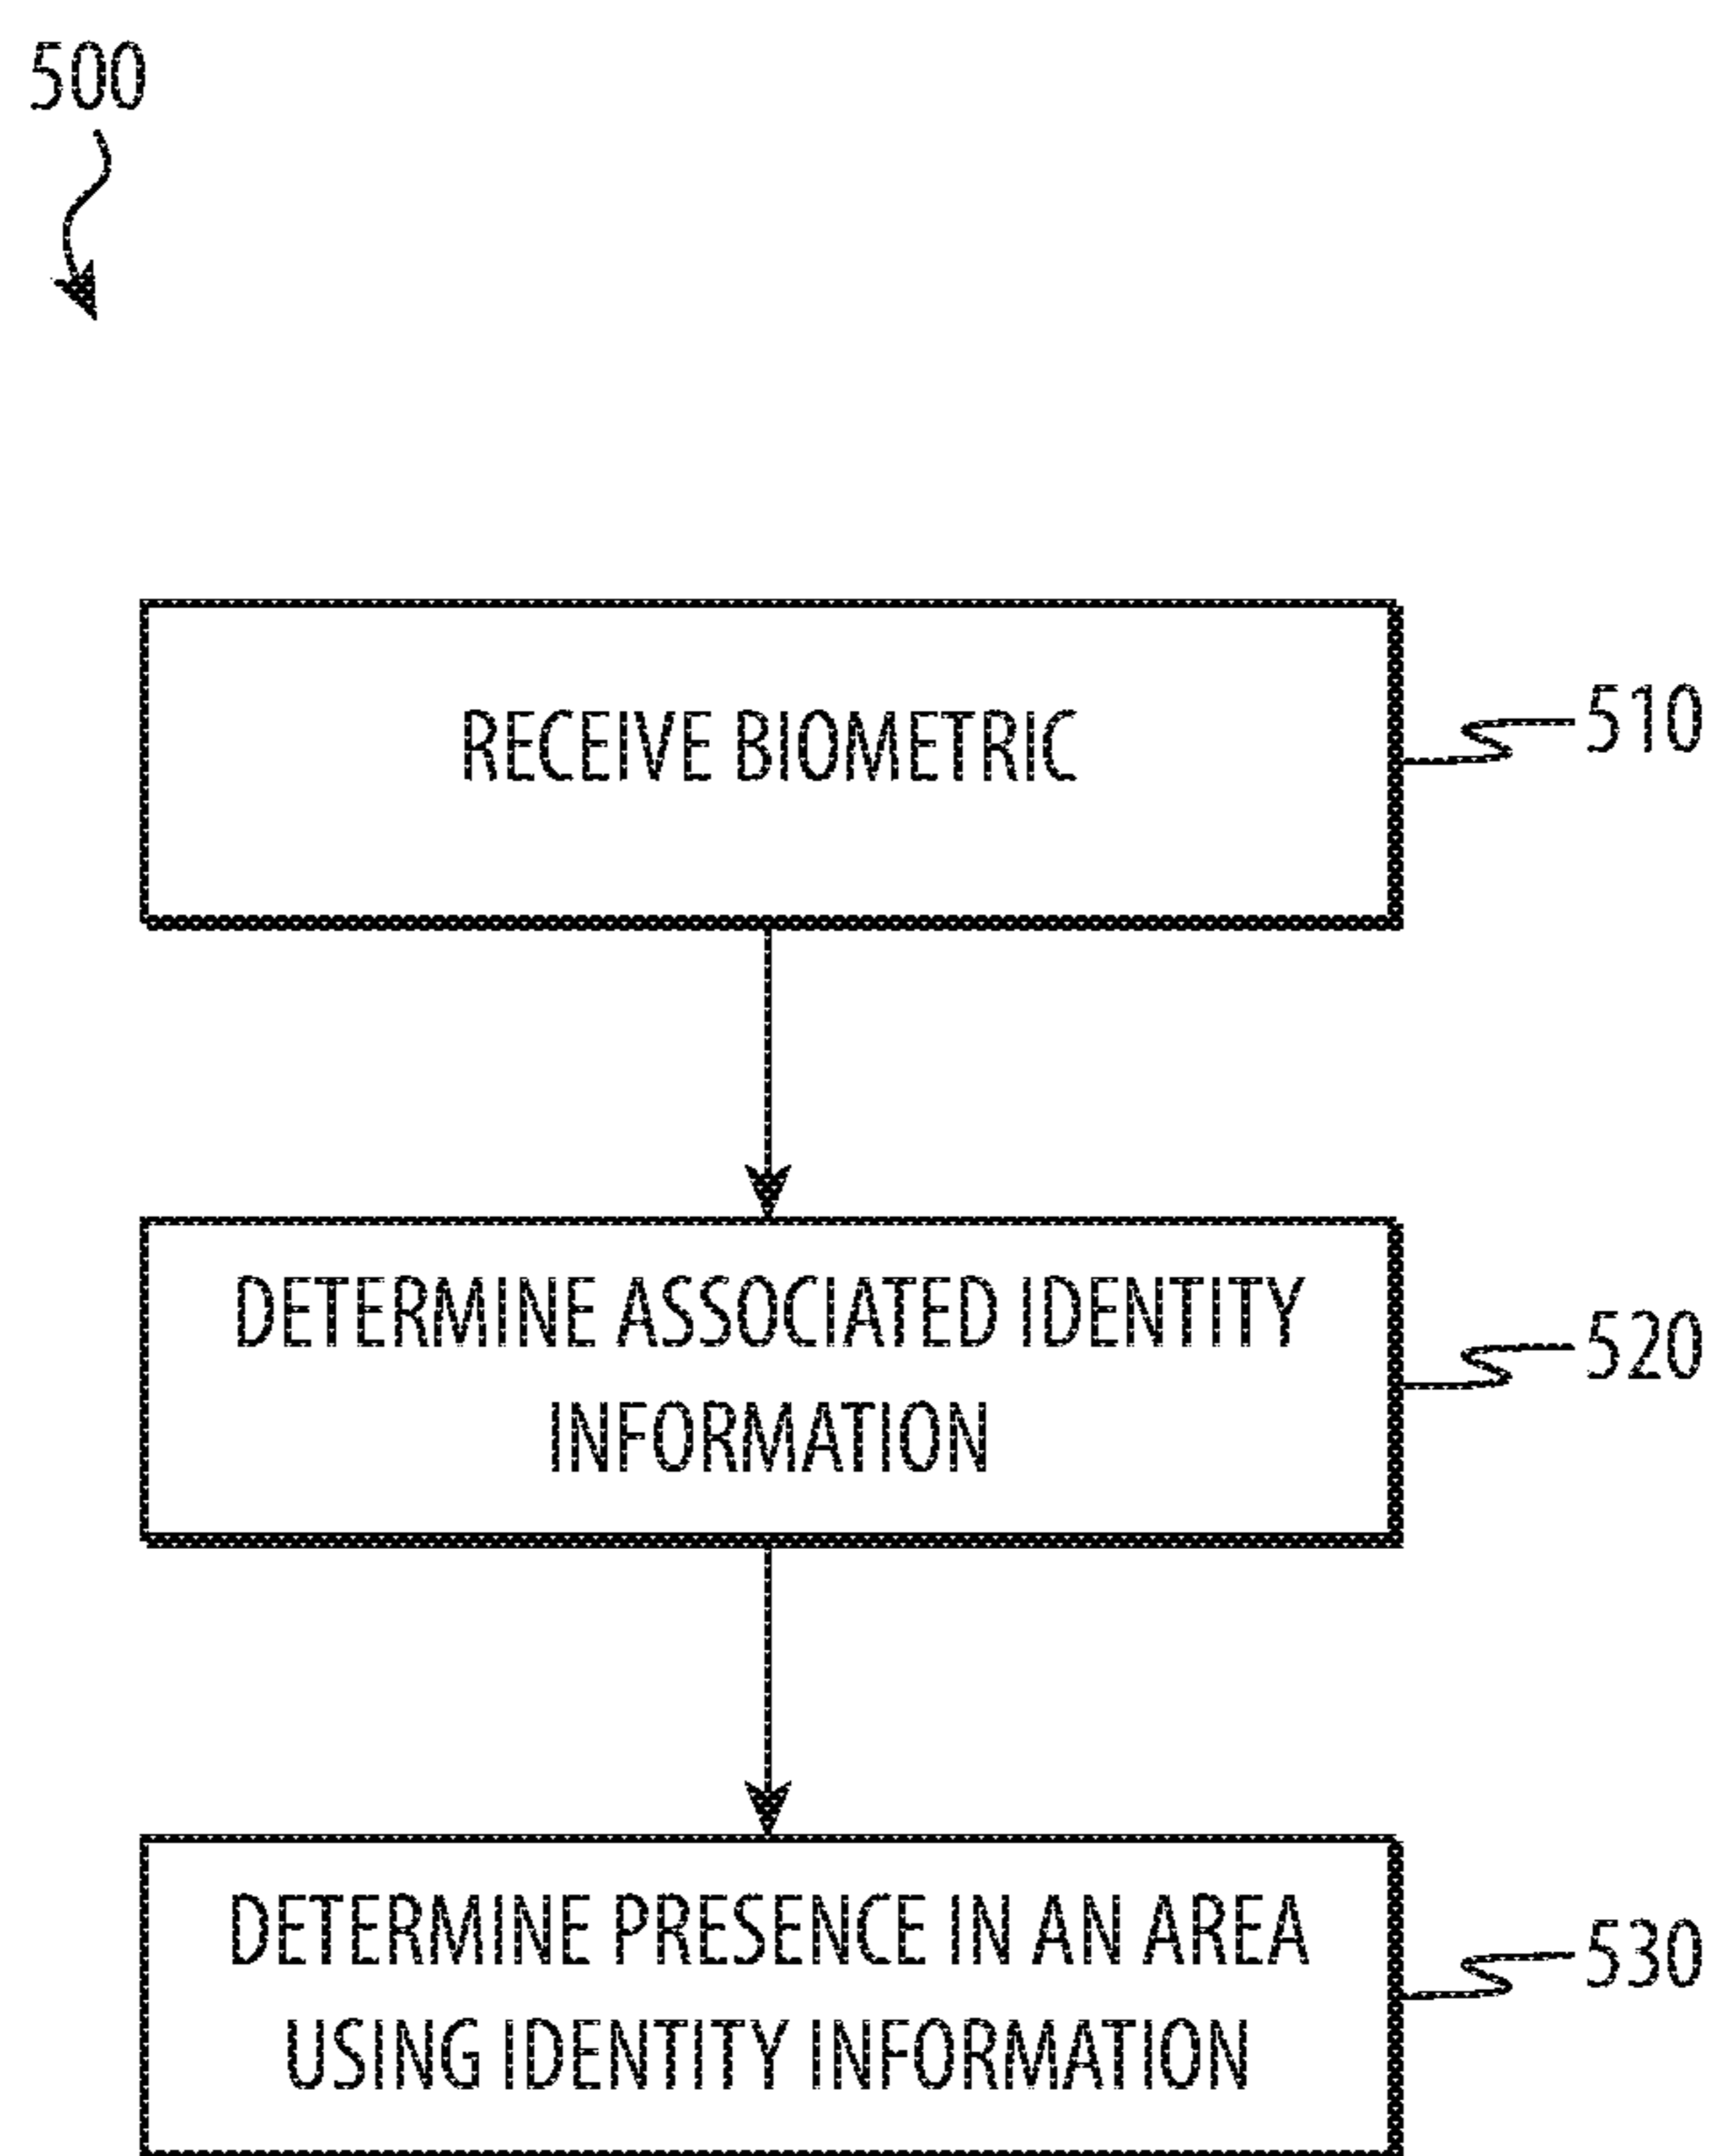 500
RECEIVE BIOMETRIC
510
DETERMINE ASSOCIATED IDENTITY
INFORMATION
520
DETERMINE PRESENCE IN AN AREA
USING IDENTITY INFORMATION
530